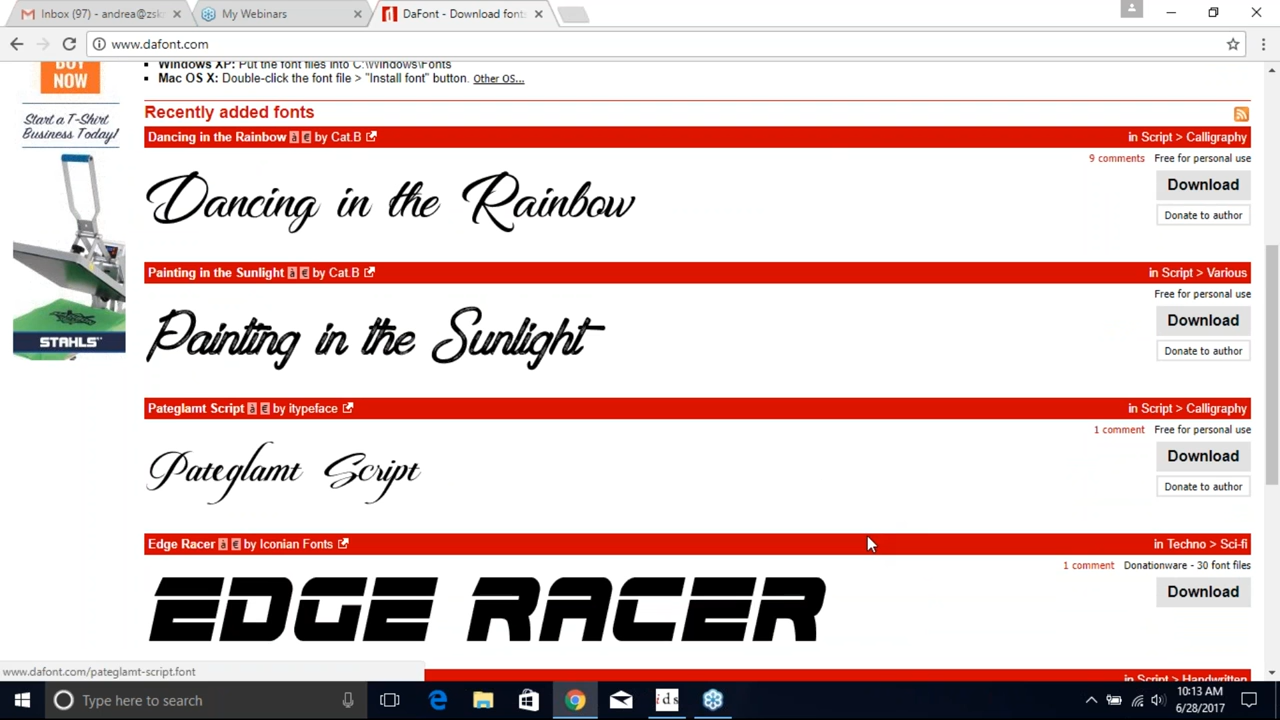 Inbox (97) - andrea@zsk
My Webinars
DaFont - Download font
www.dafont.com
BUY
NOW
Windows XP: Put the font files into C:\Windows\Fonts
Mac OS X: Double-click the font file > "Install font" button. Other OS...
Start a T-Shirt
Business Today!
STAHLS'
Recently added fonts
Dancing in the Rainbow à € by Cat.B
in Script > Calligraphy
9 comments Free for personal use
Dancing in the Rainbow
Download
Donate to author
Painting in the Sunlight à € by Cat.B
in Script > Various
Free for personal use
Painting in the Sunlight
Download
Donate to author
Pateglamt Script à € by itypeface
in Script > Calligraphy
1 comment Free for personal use
Pateglamt Script
Download
Donate to author
Edge Racer à € by Iconian Fonts
in Techno > Sci-fi
1 comment Donationware - 30 font files
EDGE RACER
Download
in Script > Handwritten
www.dafont.com/pateglamt-script.font
Type here to search
ids
10:13 AM
6/28/2017